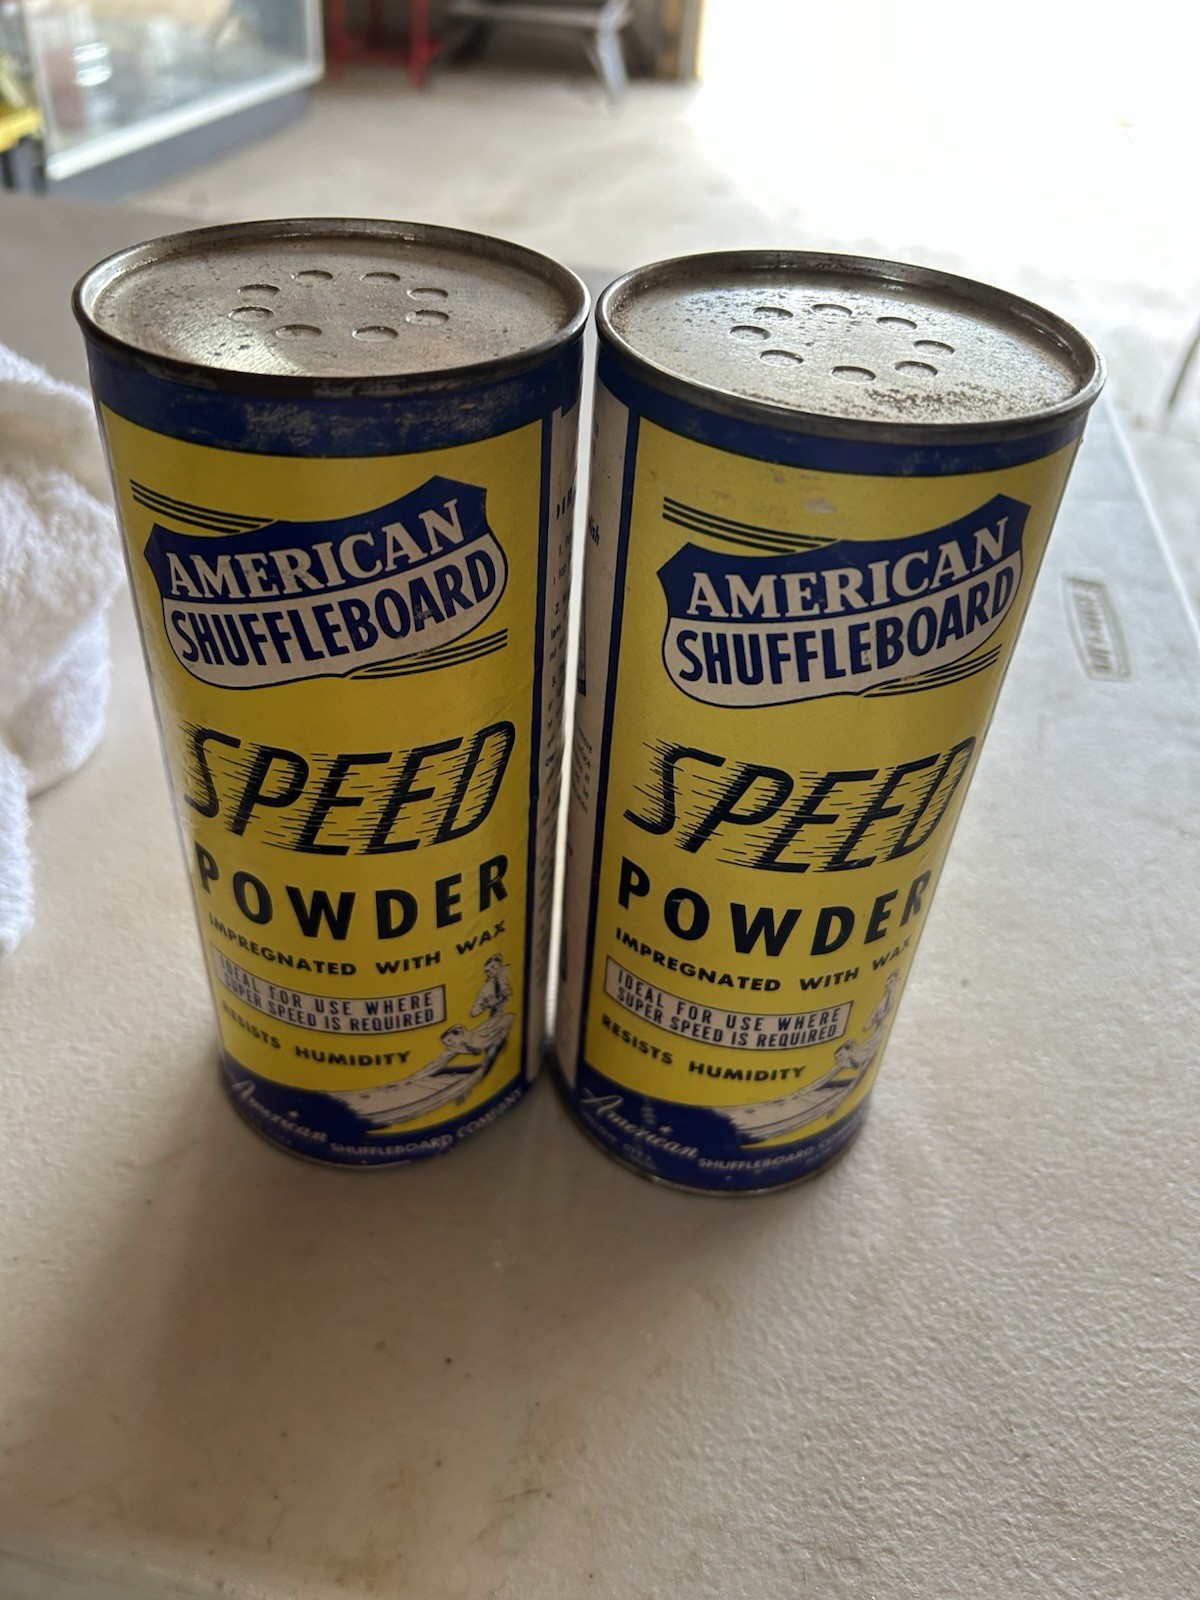 AMERICAN
SHUFFLEBOARD
SPEED
POWDER
IMPREGNATED WITH WAX
IDEAL FOR USE WHERE
SUPER SPEED IS REQUIRED
RESISTS HUMIDITY
American
SHUFFLEBOARD COMPANY
AMERICAN
SHUFFLEBOARD
SPEED
POWDER
IMPREGNATED WITH WAX
IDEAL FOR USE WHERE
SUPER SPEED IS REQUIRED
RESISTS HUMIDITY
American
SHUFFLEBOARD